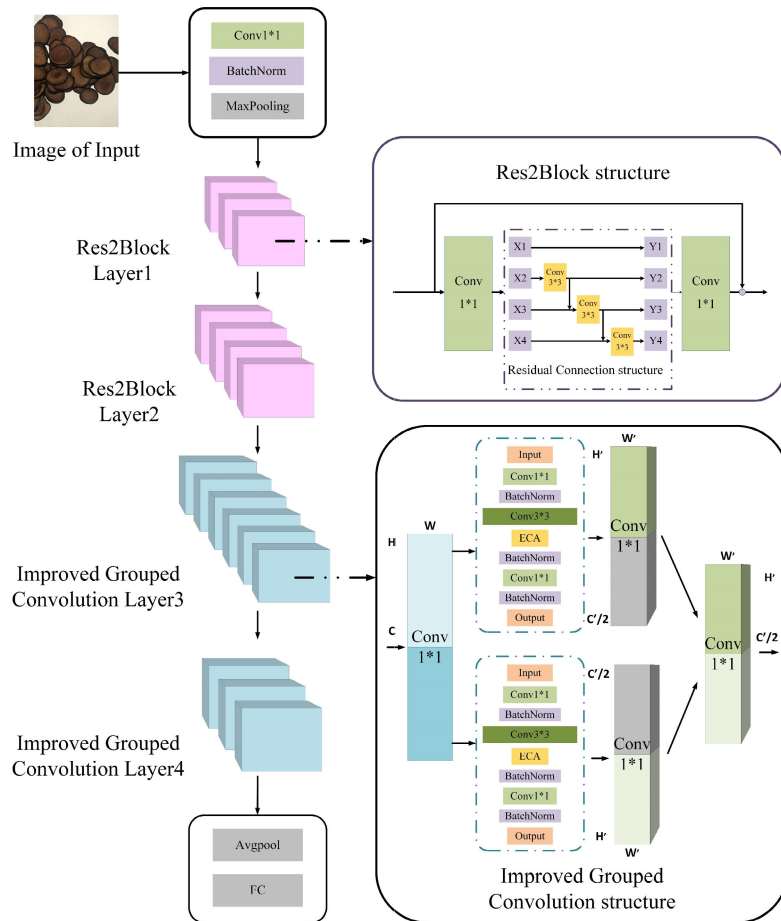 Conv1*1
BatchNorm
MaxPooling
Image of Input
Res2Block
Layer1
Res2Block
Layer2
Improved Grouped
Convolution Layer3
Improved Grouped
Convolution Layer4
Avgpool
FC
Res2Block structure
Conv
1*1
X1
Y1
X2
Conv
3*3
Y2
X3
Conv
3*3
Y3
X4
Conv
3*3
Y4
Residual Connection structure
Conv
1*1
H
W
C
Conv
1*1
Input
Conv1*1
BatchNorm
Conv3*3
ECA
BatchNorm
Conv1*1
BatchNorm
Output
W'
H'
Conv
1*1
C'/2
Input
Conv1*1
BatchNorm
Conv3*3
ECA
BatchNorm
Conv1*1
BatchNorm
Output
C'/2
Conv
1*1
H'
W'
W'
H'
C'/2
Conv
1*1
Improved Grouped
Convolution structure